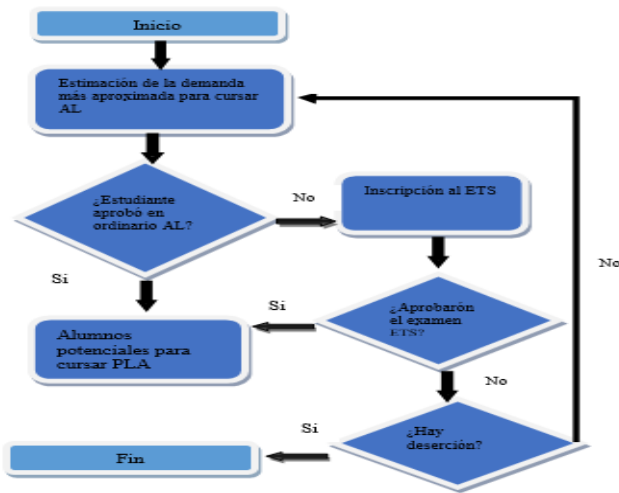 Inicio
Estimación de la demanda
más aproximada para cursar
AL
¿Estudiante
aprobó en
ordinario AL?
No
Inscripción al ETS
Si
Alumnos
potenciales para
cursar PLA
Si
¿Aprobarón
el examen
ETS?
No
No
¿Hay
deserción?
Si
Fin